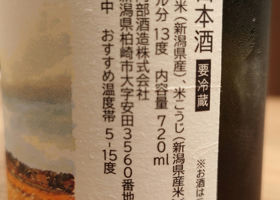 本酒
要冷蔵
※お酒は
米(新潟県産)、米こうじ(新潟県産米
ル分 13度 内容量 720ml
部酒造株式会社
潟県柏崎市大字安田3560番地
中 おすすめ温度帯 5-15度